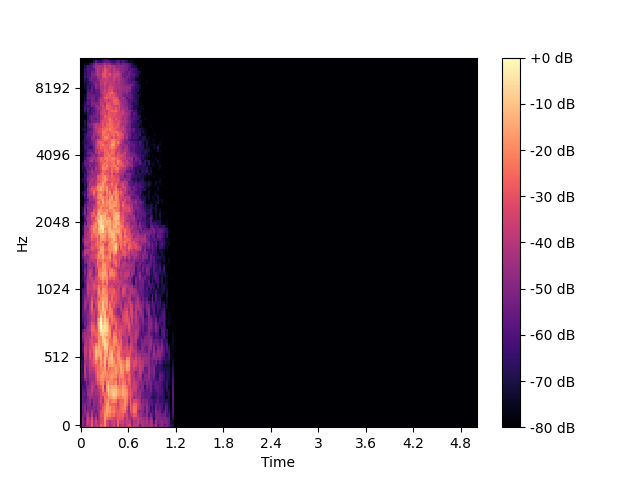 8192
4096
2048
1024
512
0
Hz
0 0.6 1.2 1.8 2.4 3 3.6 4.2 4.8
Time
+0 dB
-10 dB
-20 dB
-30 dB
-40 dB
-50 dB
-60 dB
-70 dB
-80 dB